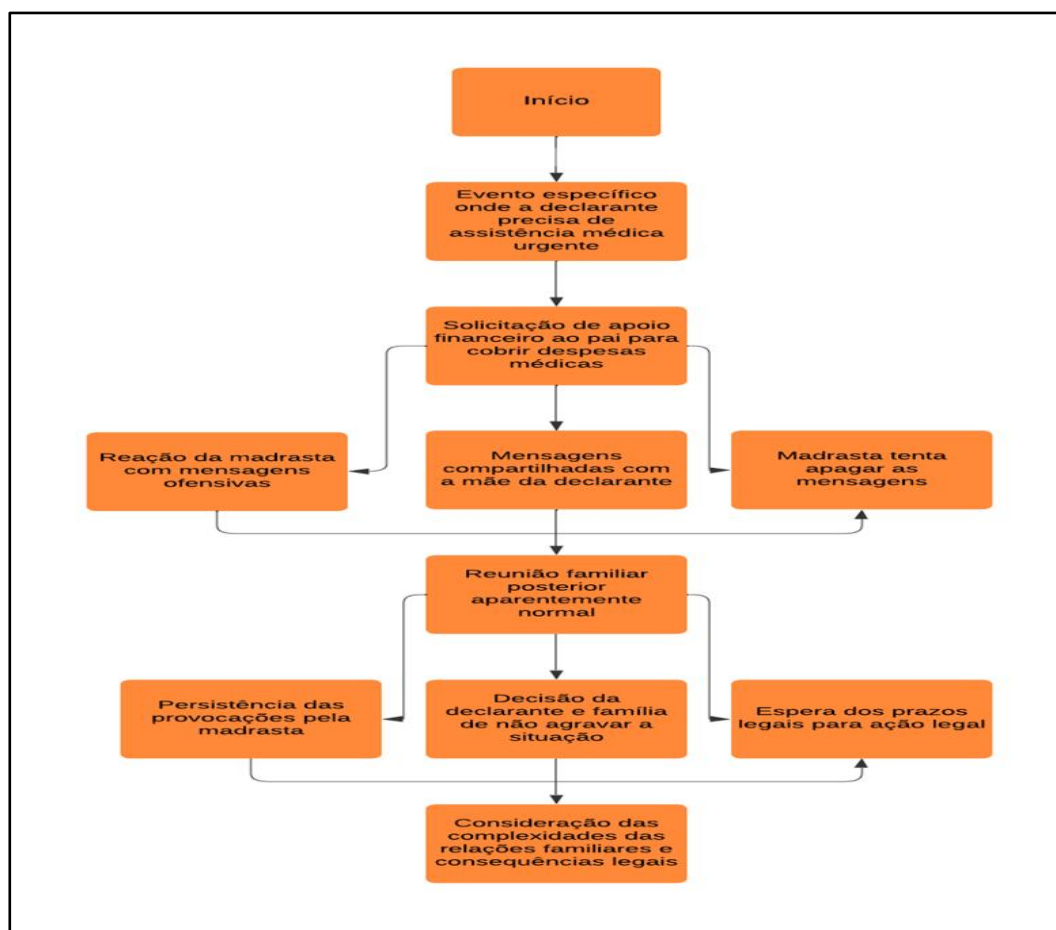 Início
Evento específico
onde a declarante
precisa de
assistência médica
urgente
Solicitação de apoio
financeiro ao pai para
cobrir despesas
médicas
Reação da madrasta
com mensagens
ofensivas
Mensagens
compartilhadas com
a mãe da declarante
Madrasta tenta
apagar as
mensagens
Reunião familiar
posterior
aparentemente
normal
Persistência das
provocações pela
madrasta
Decisão da
declarante e família
de não agravar a
situação
Espera dos prazos
legais para ação legal
Consideração das
complexidades das
relações familiares e
consequências legais